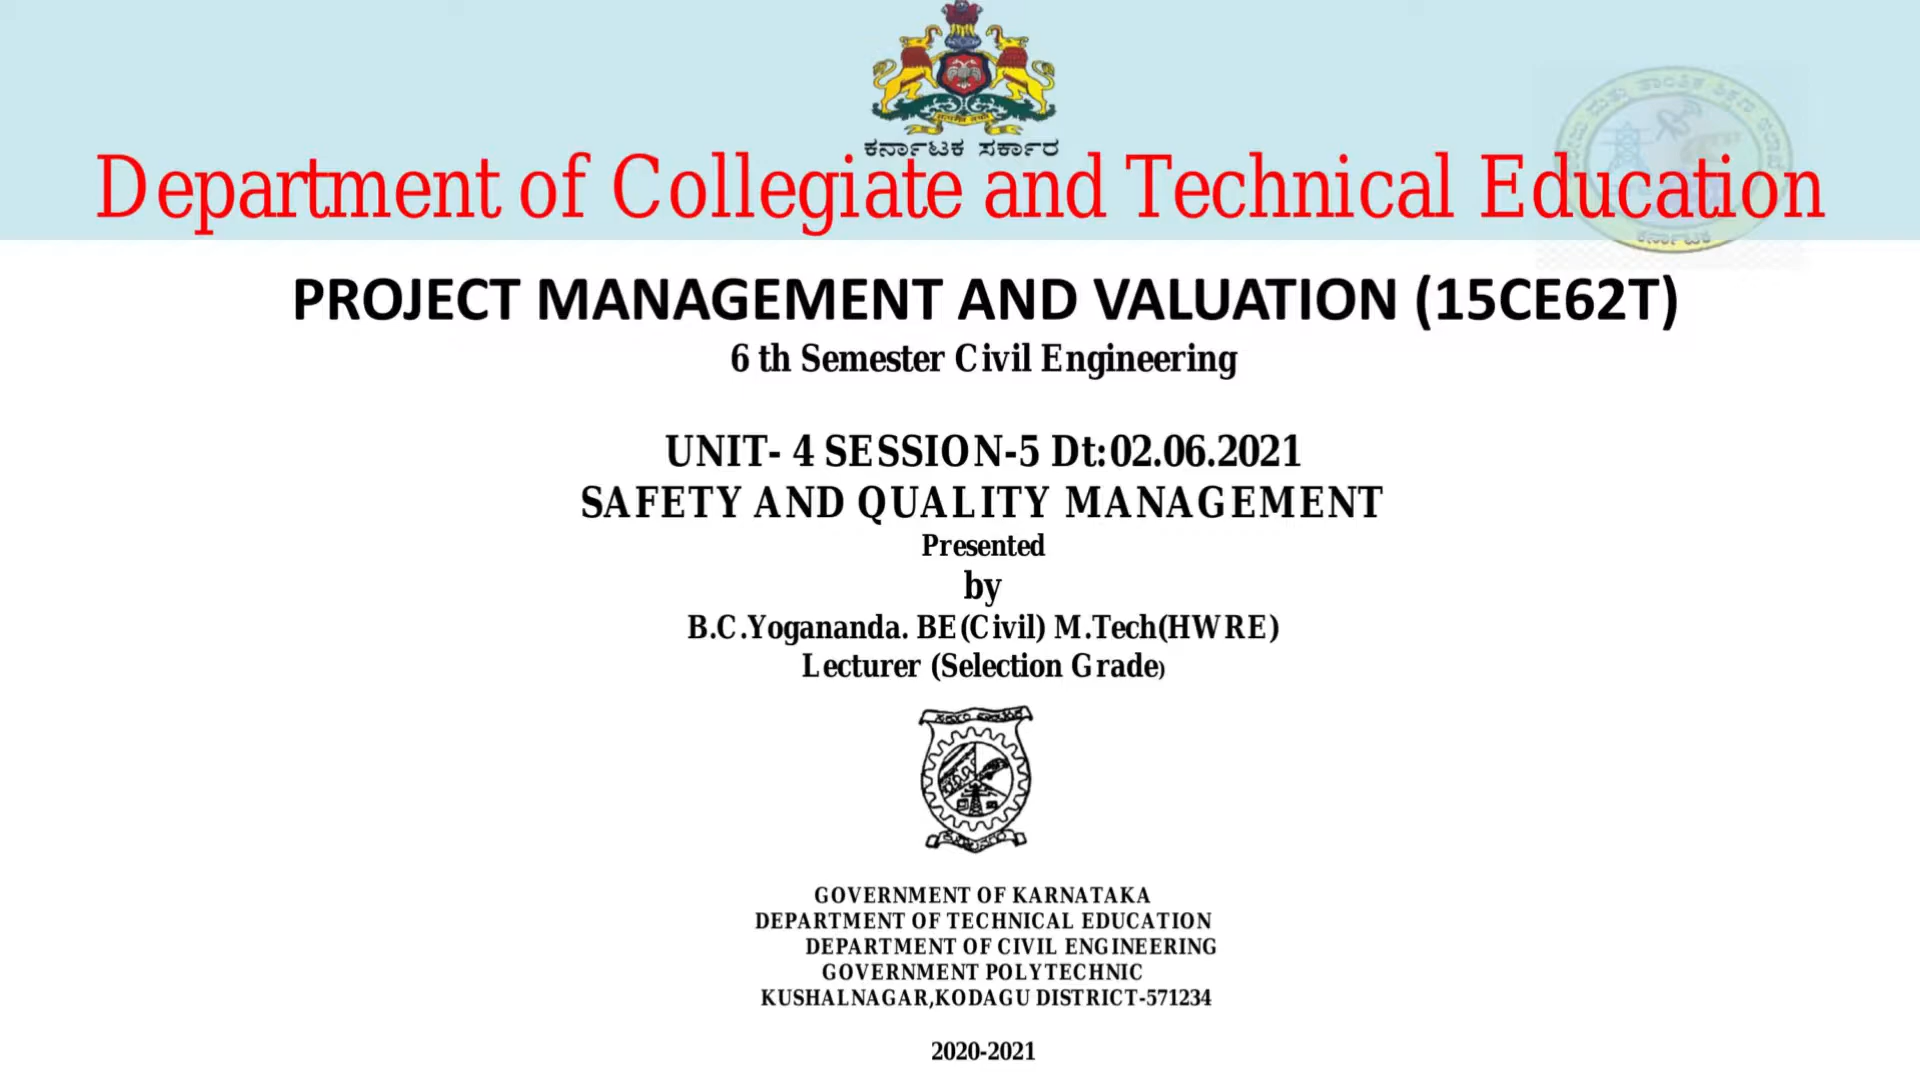 ಕರ್ನಾಟಕ ಸರ್ಕಾರ
Department of Collegiate and Technical Education
PROJECT MANAGEMENT AND VALUATION (15CE62T)
6 th Semester Civil Engineering
UNIT- 4 SESSION-5 Dt:02.06.2021
SAFETY AND QUALITY MANAGEMENT
Presented
by
B.C.Yogananda. BE(Civil) M.Tech(HWRE)
Lecturer (Selection Grade)
GOVERNMENT OF KARNATAKA
DEPARTMENT OF TECHNICAL EDUCATION
DEPARTMENT OF CIVIL ENGINEERING
GOVERNMENT POLYTECHNIC
KUSHALNAGAR,KODAGU DISTRICT-571234
2020-2021